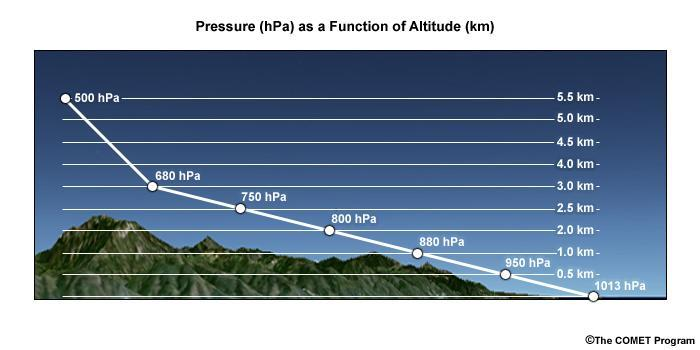 Pressure (hPa) as a Function of Altitude (km)
500 hPa 5.5 km
5.0 km
4.5 km
4.0 km
680 hPa 3.0 km
750 hPa 2.5 km
800 hPa 2.0 km
880 hPa 1.0 km
950 hPa 0.5 km
1013 hPa
©The COMET Program